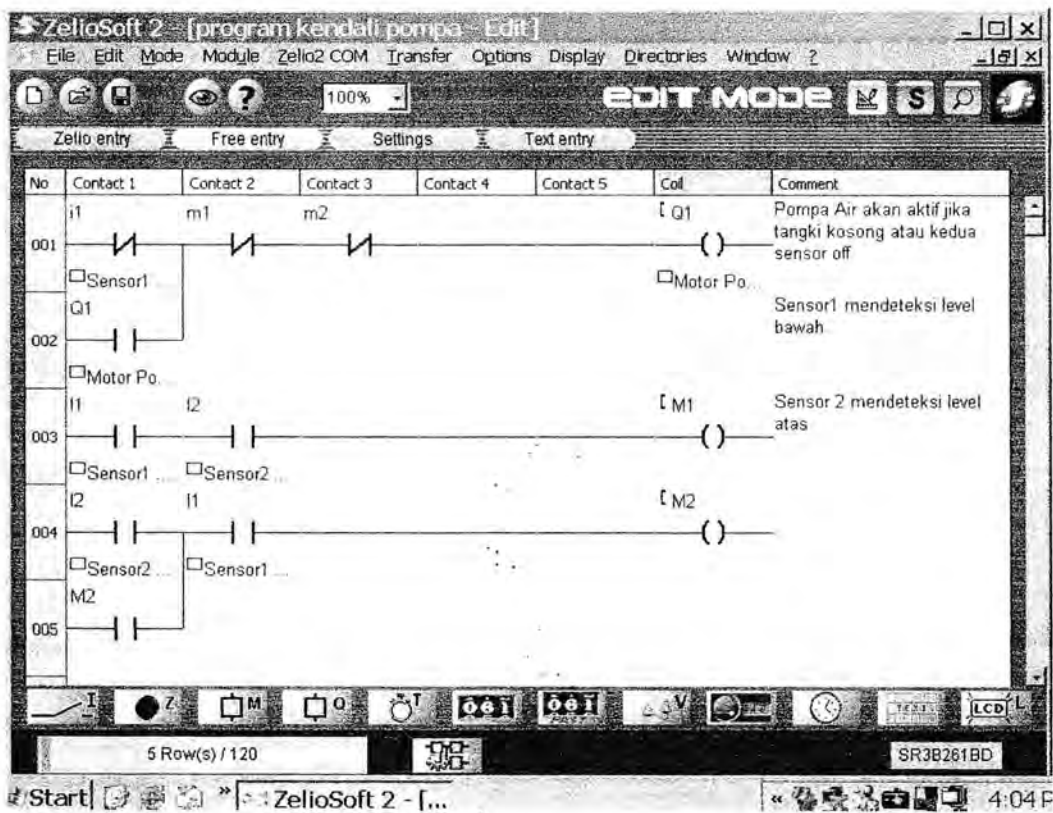 ZelioSoft 2 - [program kendali pompa - Edit]
File Edit Mode Module Zelio2 COM Transfer Options Display Directories Window ?
100% EDIT MODE S
Zelio entry Free entry Settings Text entry
No Contact 1 Contact 2 Contact 3 Contact 4 Contact 5 Coil Comment
i1 m1 m2 [ Q1 Pompa Air akan aktif jika
tangki kosong atau kedua
sensor off
001
Sensor1 ... Motor Po...
Q1 Sensor1 mendeteksi level
bawah
002
Motor Po...
I1 I2 [ M1 Sensor 2 mendeteksi level
atas
003
Sensor1 .... Sensor2 ...
I2 I1 [ M2
004
Sensor2 ... Sensor1 ...
M2
005
I Z M Q T V TEXT LCD L
5 Row(s) / 120 SR3B261BD
Start » ZelioSoft 2 - [... « 4:04 P